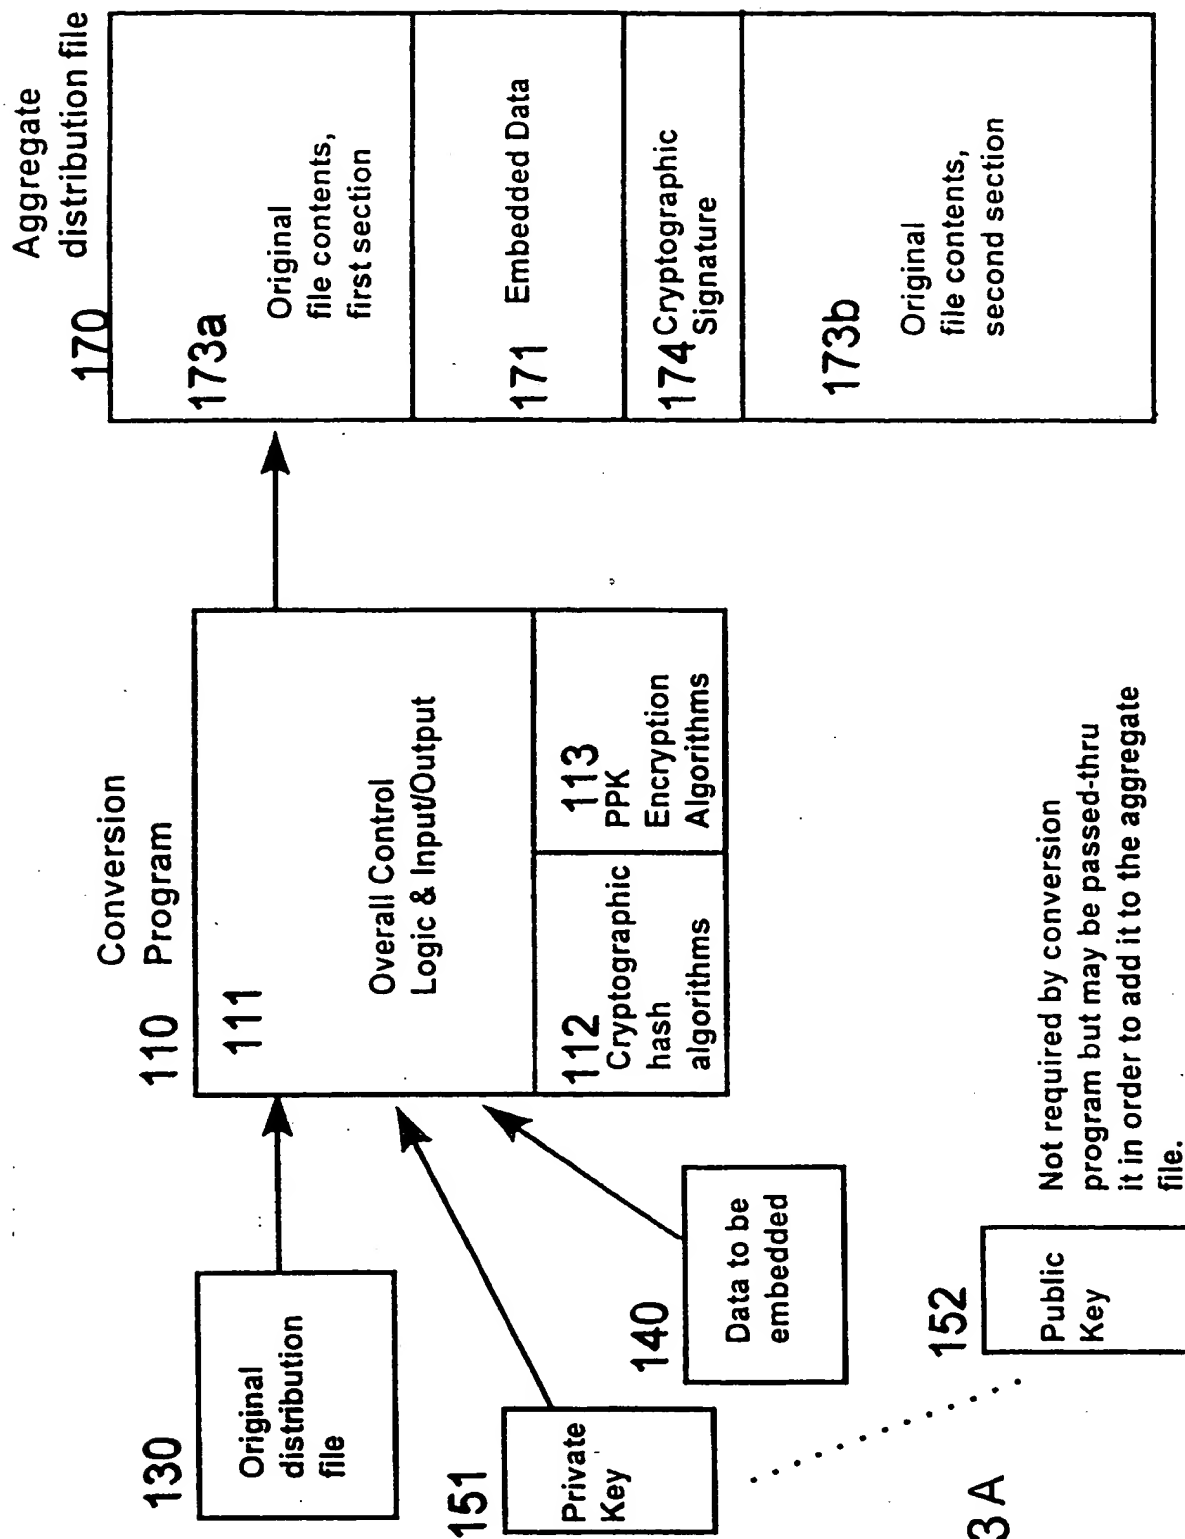 130
Original
distribution
file
151
Private
Key
140
Data to be
embedded
152
Public
Key
Not required by conversion
program but may be passed-thru
it in order to add it to the aggregate
file.
Conversion
110 Program
111
Overall Control
Logic & Input/Output
112
Cryptographic
hash
algorithms
113
PPK
Encryption
Algorithms
Aggregate
distribution file
170
173a
Original
file contents,
first section
171
Embedded Data
174
Cryptographic
Signature
173b
Original
file contents,
second section
3 A